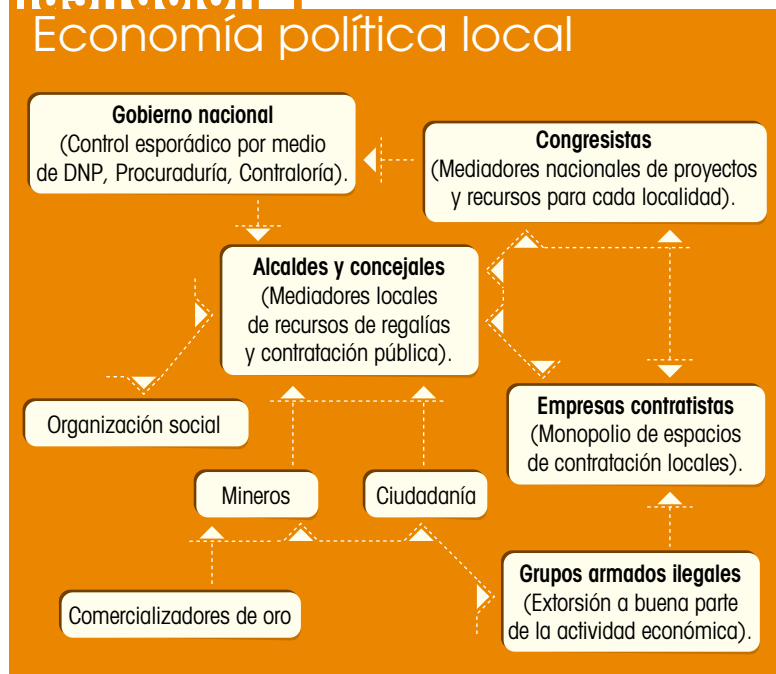 Economía política local
Gobierno nacional
(Control esporádico por medio
de DNP, Procuraduría, Contraloría).
Congresistas
(Mediadores nacionales de proyectos
y recursos para cada localidad).
Alcaldes y concejales
(Mediadores locales
de recursos de regalías
y contratación pública).
Organización social
Empresas contratistas
(Monopolio de espacios
de contratación locales).
Mineros
Ciudadanía
Grupos armados ilegales
(Extorsión a buena parte
de la actividad económica).
Comercializadores de oro